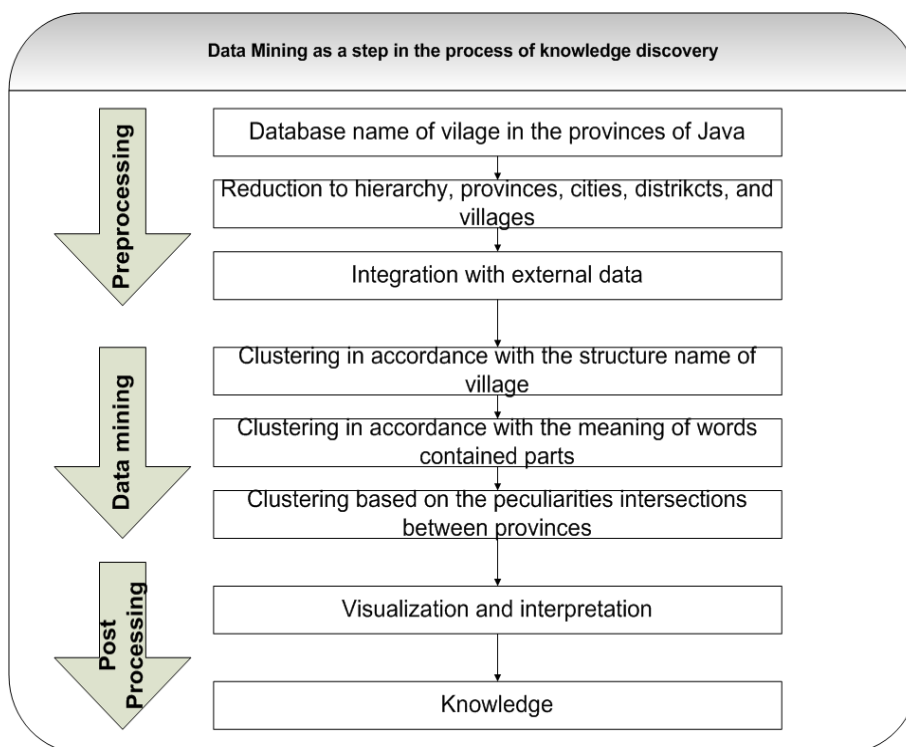 Data Mining as a step in the process of knowledge discovery
Preprocessing
Database name of vilage in the provinces of Java
Reduction to hierarchy, provinces, cities, distrikcts, and
villages
Integration with external data
Data mining
Clustering in accordance with the structure name of
village
Clustering in accordance with the meaning of words
contained parts
Clustering based on the peculiarities intersections
between provinces
Post
Processing
Visualization and interpretation
Knowledge